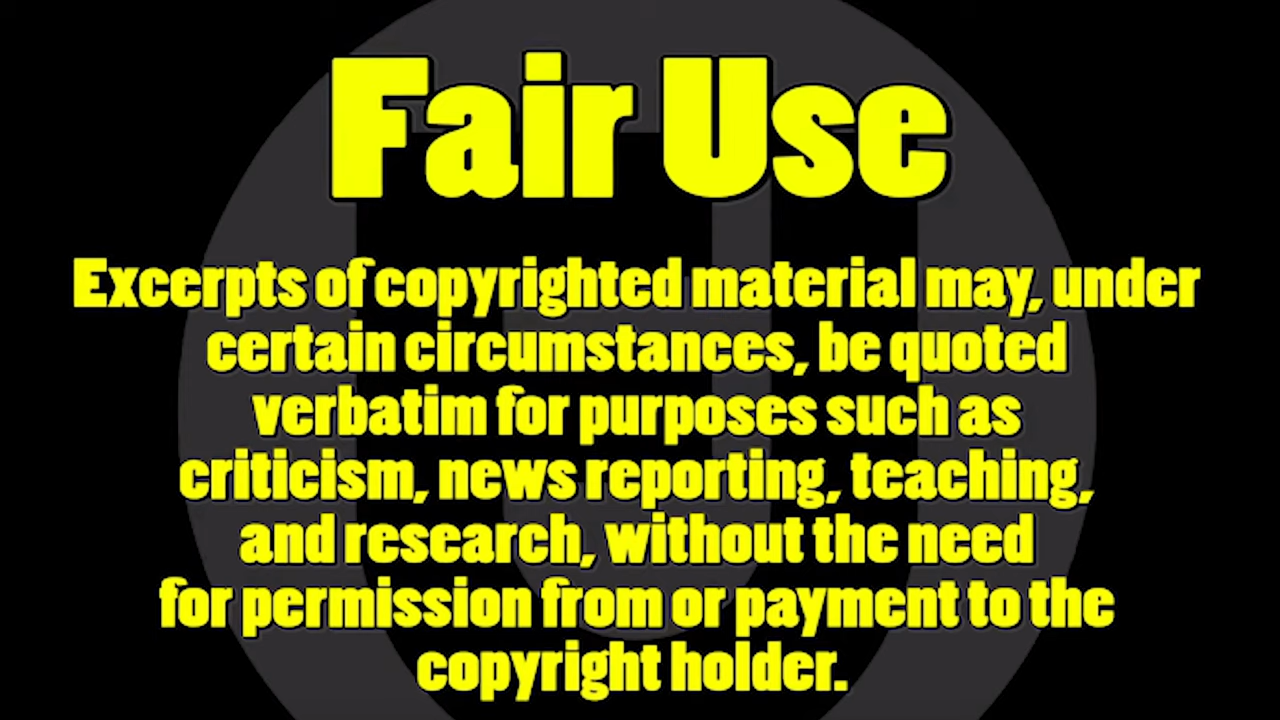 Fair Use
Excerpts of copyrighted material may, under
certain circumstances, be quoted
verbatim for purposes such as
criticism, news reporting, teaching,
and research, without the need
for permission from or payment to the
copyright holder.